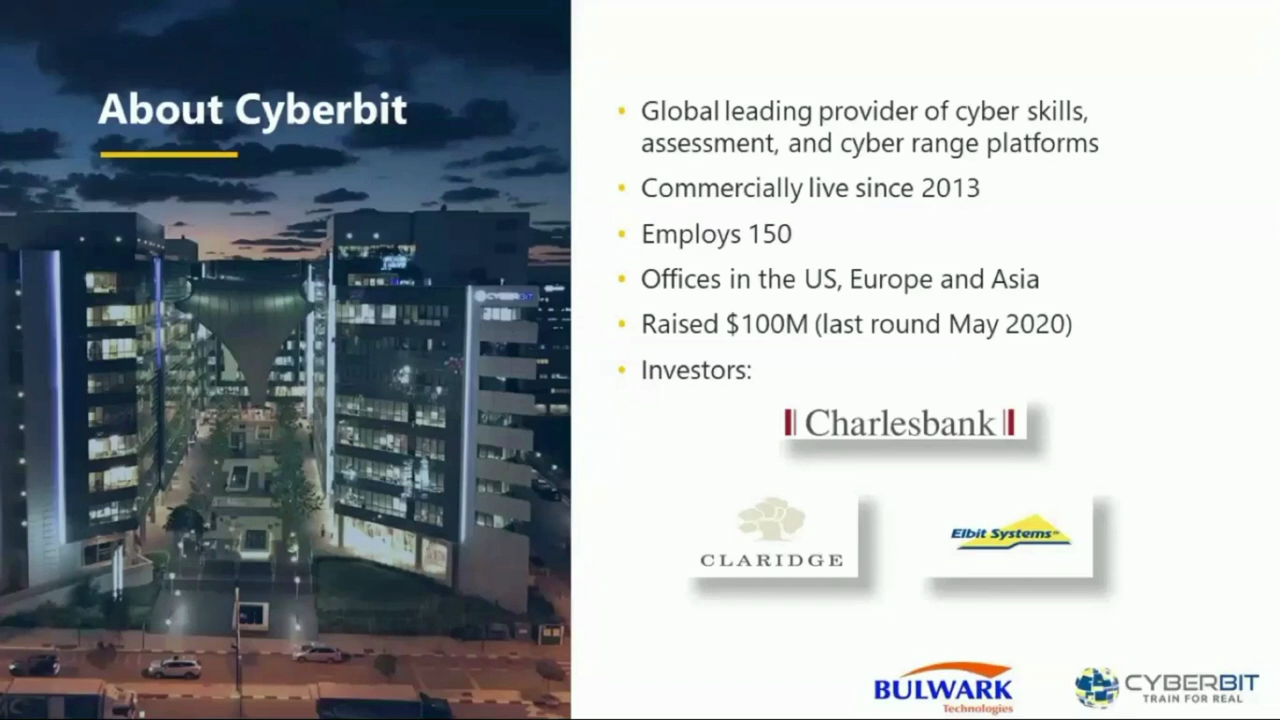 About Cyberbit
CYBERBIT
• Global leading provider of cyber skills,
assessment, and cyber range platforms
• Commercially live since 2013
• Employs 150
• Offices in the US, Europe and Asia
• Raised $100M (last round May 2020)
• Investors:
Charlesbank
CLARIDGE
Elbit Systems™
BULWARK
Technologies
CYBERBIT
TRAIN FOR REAL